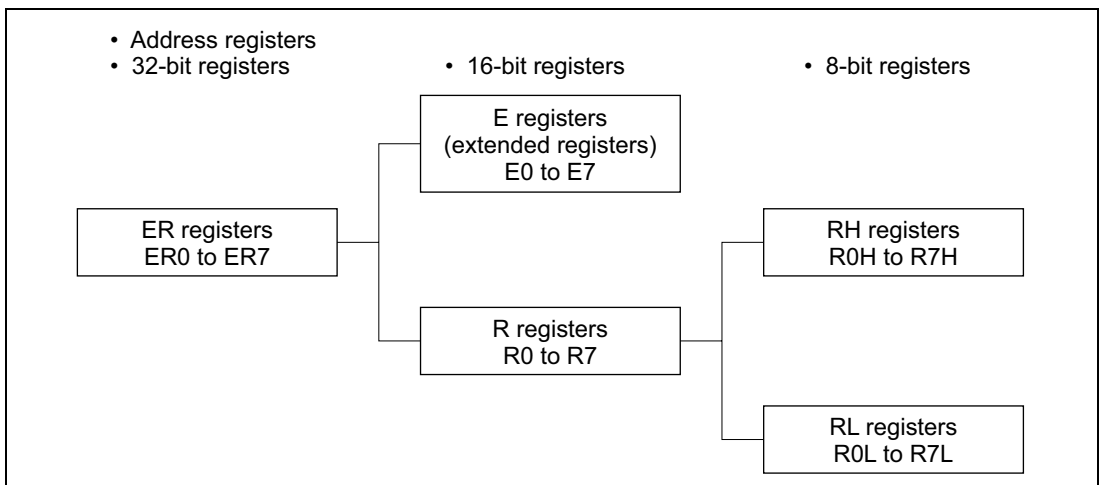 • Address registers
• 32-bit registers
• 16-bit registers
• 8-bit registers
E registers
(extended registers)
E0 to E7
ER registers
ER0 to ER7
RH registers
R0H to R7H
R registers
R0 to R7
RL registers
R0L to R7L